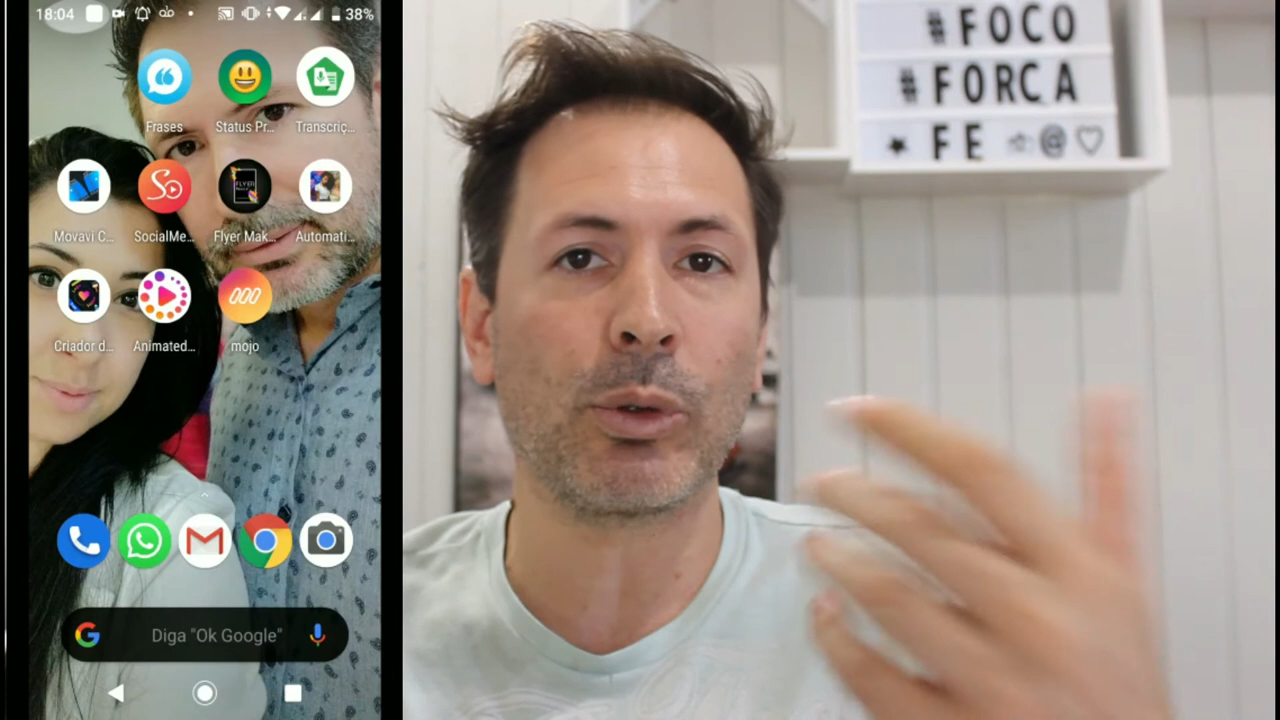 18:04
38%
Frases
Status Pr...
Transcriç...
Movavi C...
SocialMe...
Flyer Mak...
Automati...
Criador d...
Animated...
mojo
Diga "Ok Google"
#FOCO
#FORCA
FE @